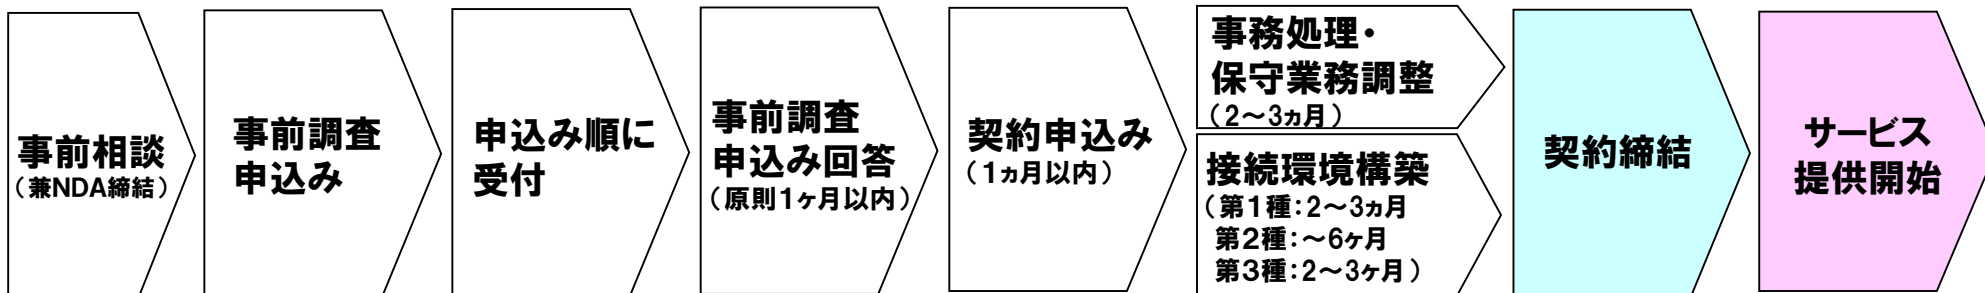 事前相談
（兼NDA締結）
事前調査
申込み
申込み順に
受付
事前調査
申込み回答
（原則1ヶ月以内）
契約申込み
（1ヵ月以内）
事務処理・
保守業務調整
（2～3ヵ月）
接続環境構築
（第1種：2～3ヵ月
第2種：～6ヶ月
第3種：2～3ヶ月）
契約締結
サービス
提供開始